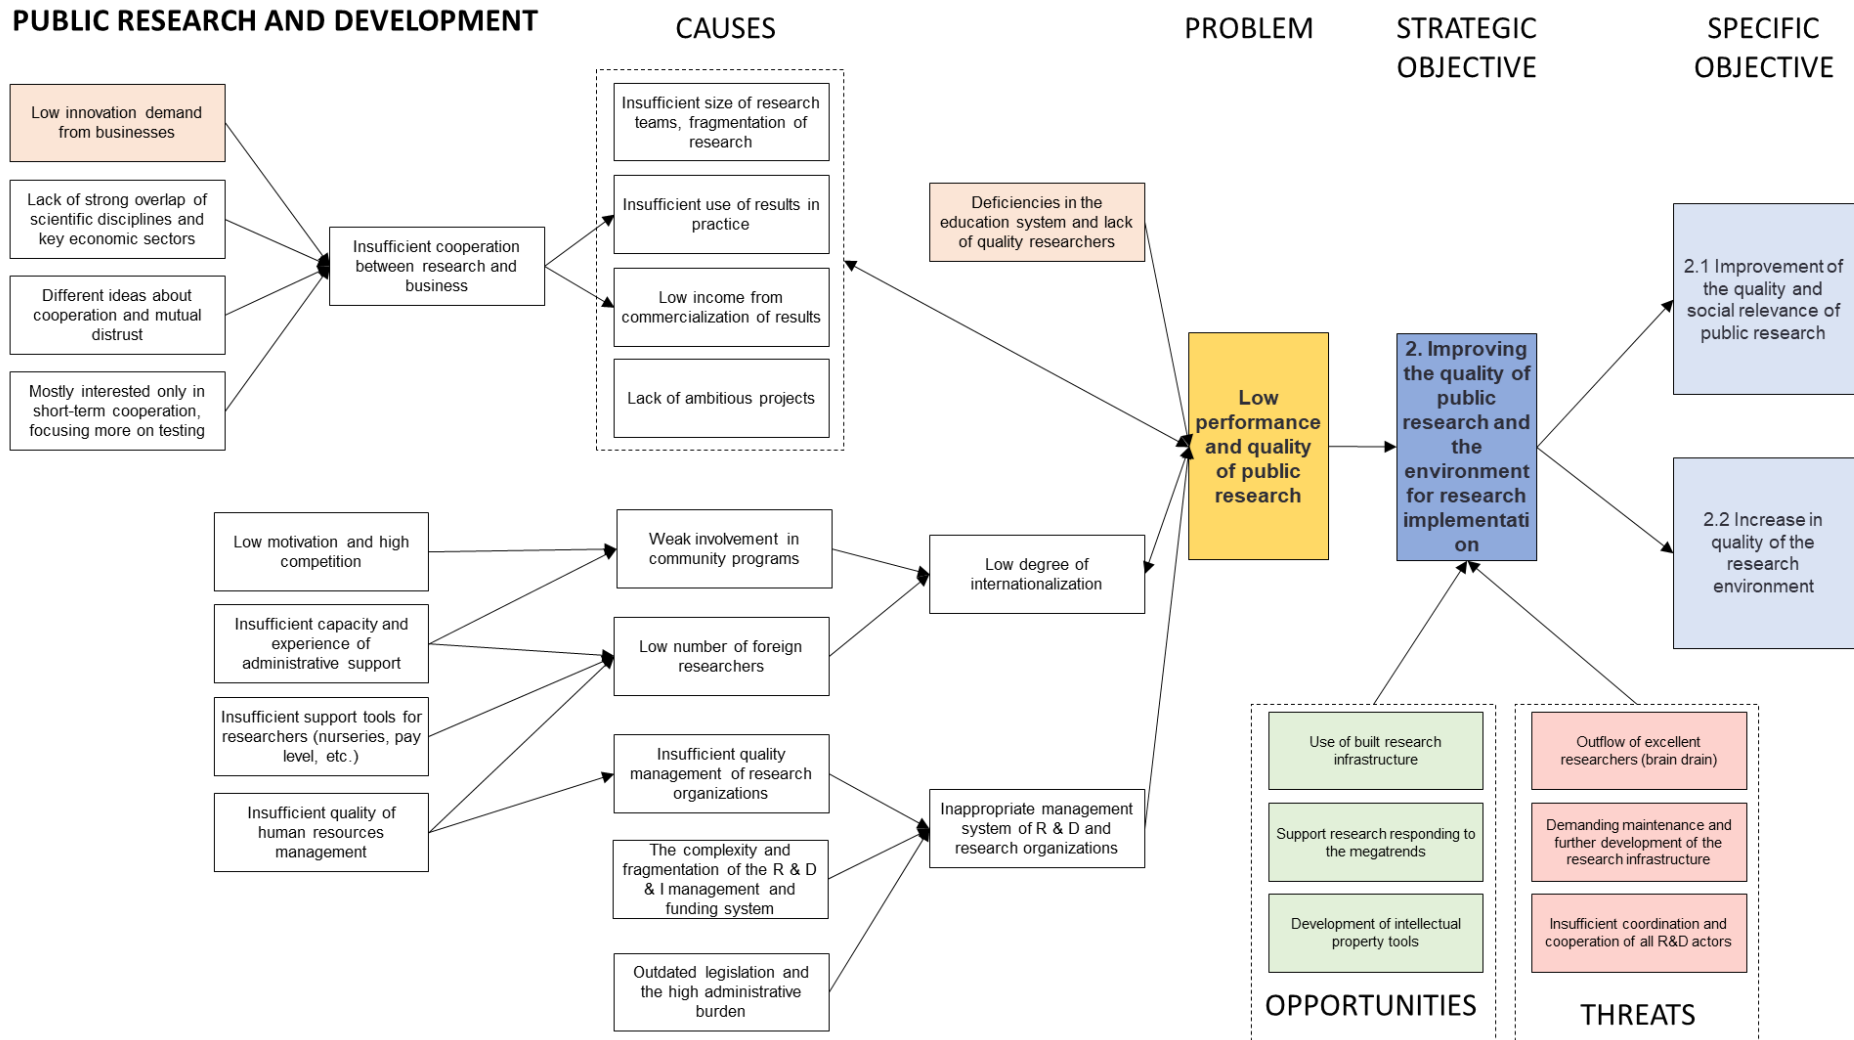 PUBLIC RESEARCH AND DEVELOPMENT
CAUSES
PROBLEM
STRATEGIC
OBJECTIVE
SPECIFIC
OBJECTIVE
Low innovation demand
from businesses
Lack of strong overlap of
scientific disciplines and
key economic sectors
Different ideas about
cooperation and mutual
distrust
Mostly interested only in
short-term cooperation,
focusing more on testing
Insufficient cooperation
between research and
business
Insufficient size of research
teams, fragmentation of
research
Insufficient use of results in
practice
Low income from
commercialization of results
Lack of ambitious projects
Deficiencies in the
education system and lack
of quality researchers
Low motivation and high
competition
Insufficient capacity and
experience of
administrative support
Insufficient support tools for
researchers (nurseries, pay
level, etc.)
Insufficient quality of
human resources
management
Weak involvement in
community programs
Low number of foreign
researchers
Insufficient quality
management of research
organizations
The complexity and
fragmentation of the R & D
& I management and
funding system
Outdated legislation and
the high administrative
burden
Low degree of
internationalization
Inappropriate management
system of R & D and
research organizations
Low
performance
and quality
of public
research
2. Improving
the quality of
public
research and
the
environment
for research
implementati
on
2.1 Improvement of
the quality and
social relevance of
public research
2.2 Increase in
quality of the
research
environment
Use of built research
infrastructure
Support research responding to
the megatrends
Development of intellectual
property tools
OPPORTUNITIES
Outflow of excellent
researchers (brain drain)
Demanding maintenance and
further development of the
research infrastructure
Insufficient coordination and
cooperation of all R&D actors
THREATS